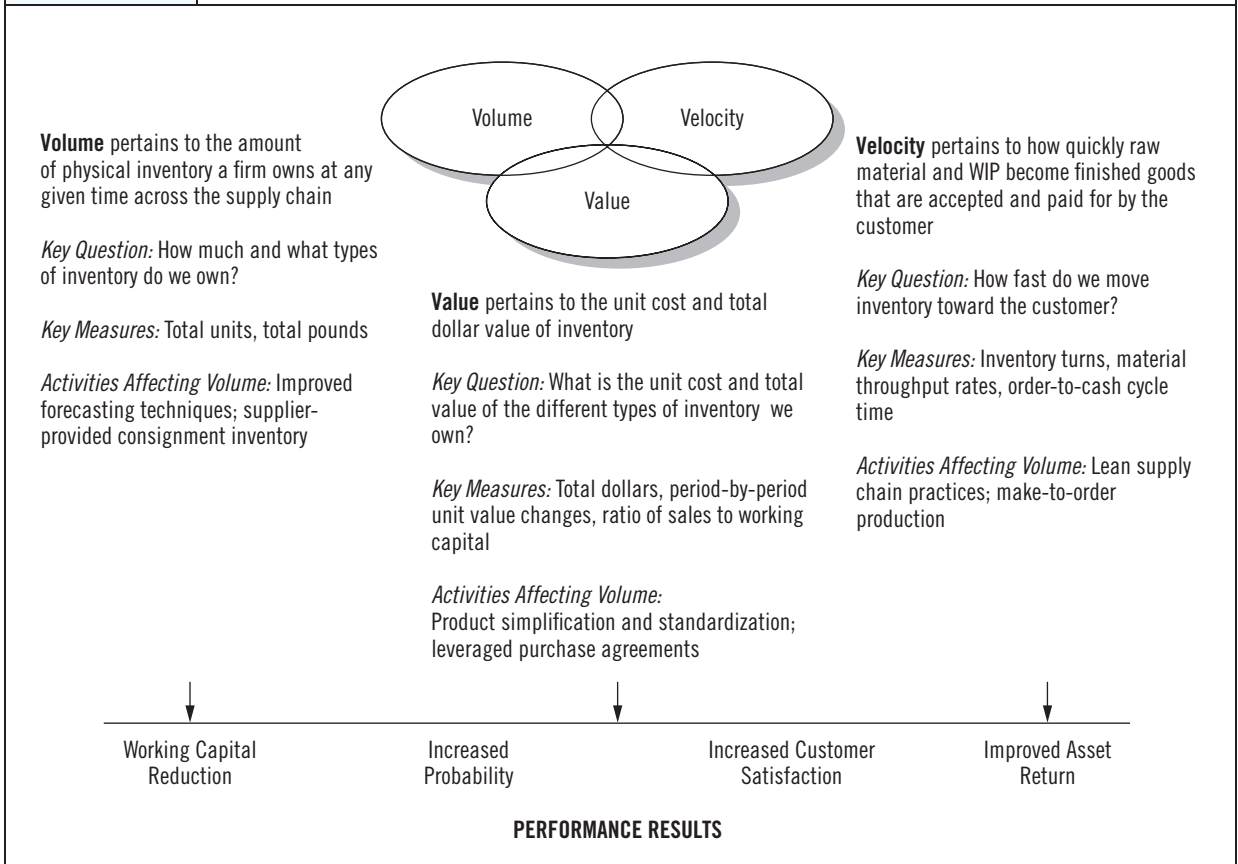 Volume
Velocity
Value
Volume pertains to the amount
of physical inventory a firm owns at any
given time across the supply chain
Key Question: How much and what types
of inventory do we own?
Key Measures: Total units, total pounds
Activities Affecting Volume: Improved
forecasting techniques; supplier-
provided consignment inventory
Value pertains to the unit cost and total
dollar value of inventory
Key Question: What is the unit cost and total
value of the different types of inventory we
own?
Key Measures: Total dollars, period-by-period
unit value changes, ratio of sales to working
capital
Activities Affecting Volume:
Product simplification and standardization;
leveraged purchase agreements
Velocity pertains to how quickly raw
material and WIP become finished goods
that are accepted and paid for by the
customer
Key Question: How fast do we move
inventory toward the customer?
Key Measures: Inventory turns, material
throughput rates, order-to-cash cycle
time
Activities Affecting Volume: Lean supply
chain practices; make-to-order
production
Working Capital
Reduction
Increased
Probability
Increased Customer
Satisfaction
Improved Asset
Return
PERFORMANCE RESULTS